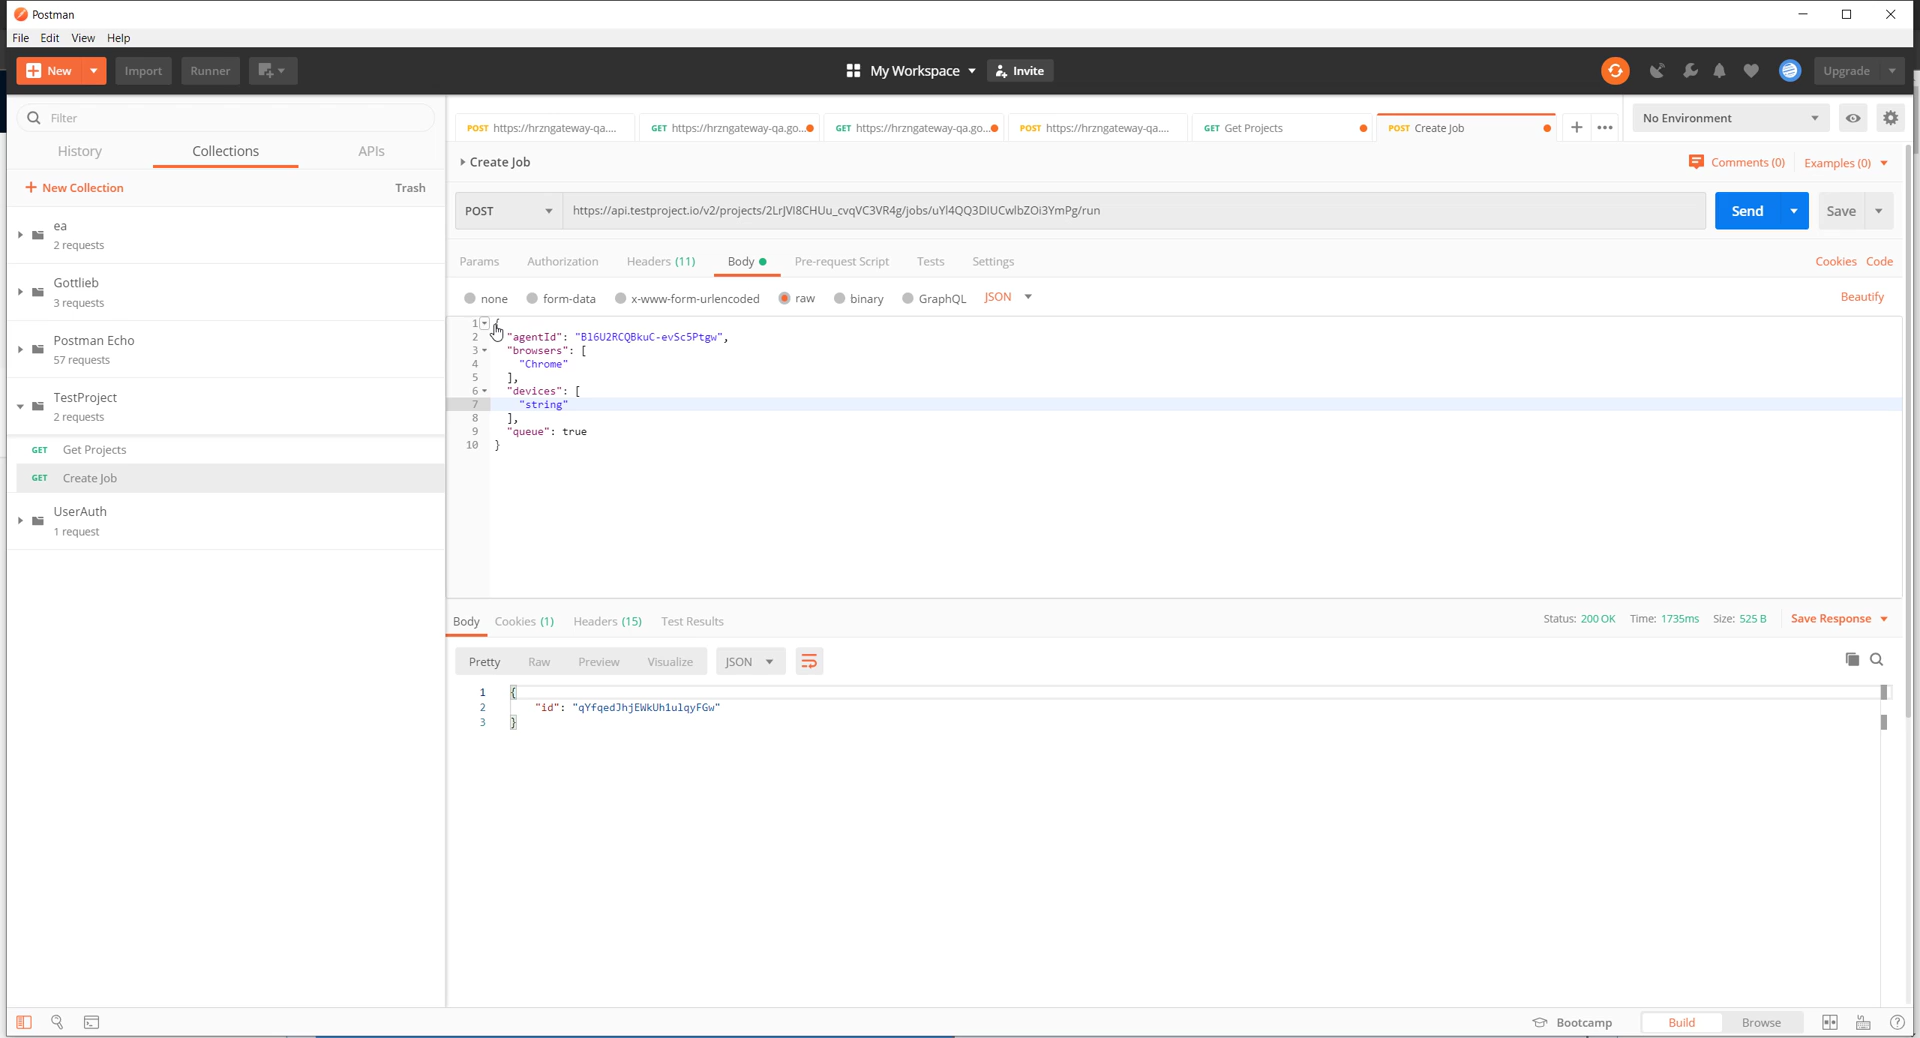 Postman
File Edit View Help
New Import Runner My Workspace Invite Upgrade
Filter
History Collections APIs
New Collection Trash
ea
2 requests
Gottlieb
3 requests
Postman Echo
57 requests
TestProject
2 requests
GET Get Projects
GET Create Job
UserAuth
1 request
POST https://hrzngateway-qa.... GET https://hrzngateway-qa.go... GET https://hrzngateway-qa.go... POST https://hrzngateway-qa.... GET Get Projects POST Create Job No Environment
Create Job Comments (0) Examples (0)
POST https://api.testproject.io/v2/projects/2LrJVI8CHUu_cvqVC3VR4g/jobs/uYl4QQ3DIUCwlbZOi3YmPg/run Send Save
Params Authorization Headers (11) Body Pre-request Script Tests Settings Cookies Code
none form-data x-www-form-urlencoded raw binary GraphQL JSON Beautify
1 {
2 "agentId": "Bl6U2RCQBkuC-evSc5Ptgw",
3 "browsers": [
4 "Chrome"
5 ],
6 "devices": [
7 "string"
8 ],
9 "queue": true
10 }
Body Cookies (1) Headers (15) Test Results Status: 200 OK Time: 1735ms Size: 525 B Save Response
Pretty Raw Preview Visualize JSON
1 {
2 "id": "qYfqedJhjEWkUh1ulqyFGw"
3 }
Bootcamp Build Browse